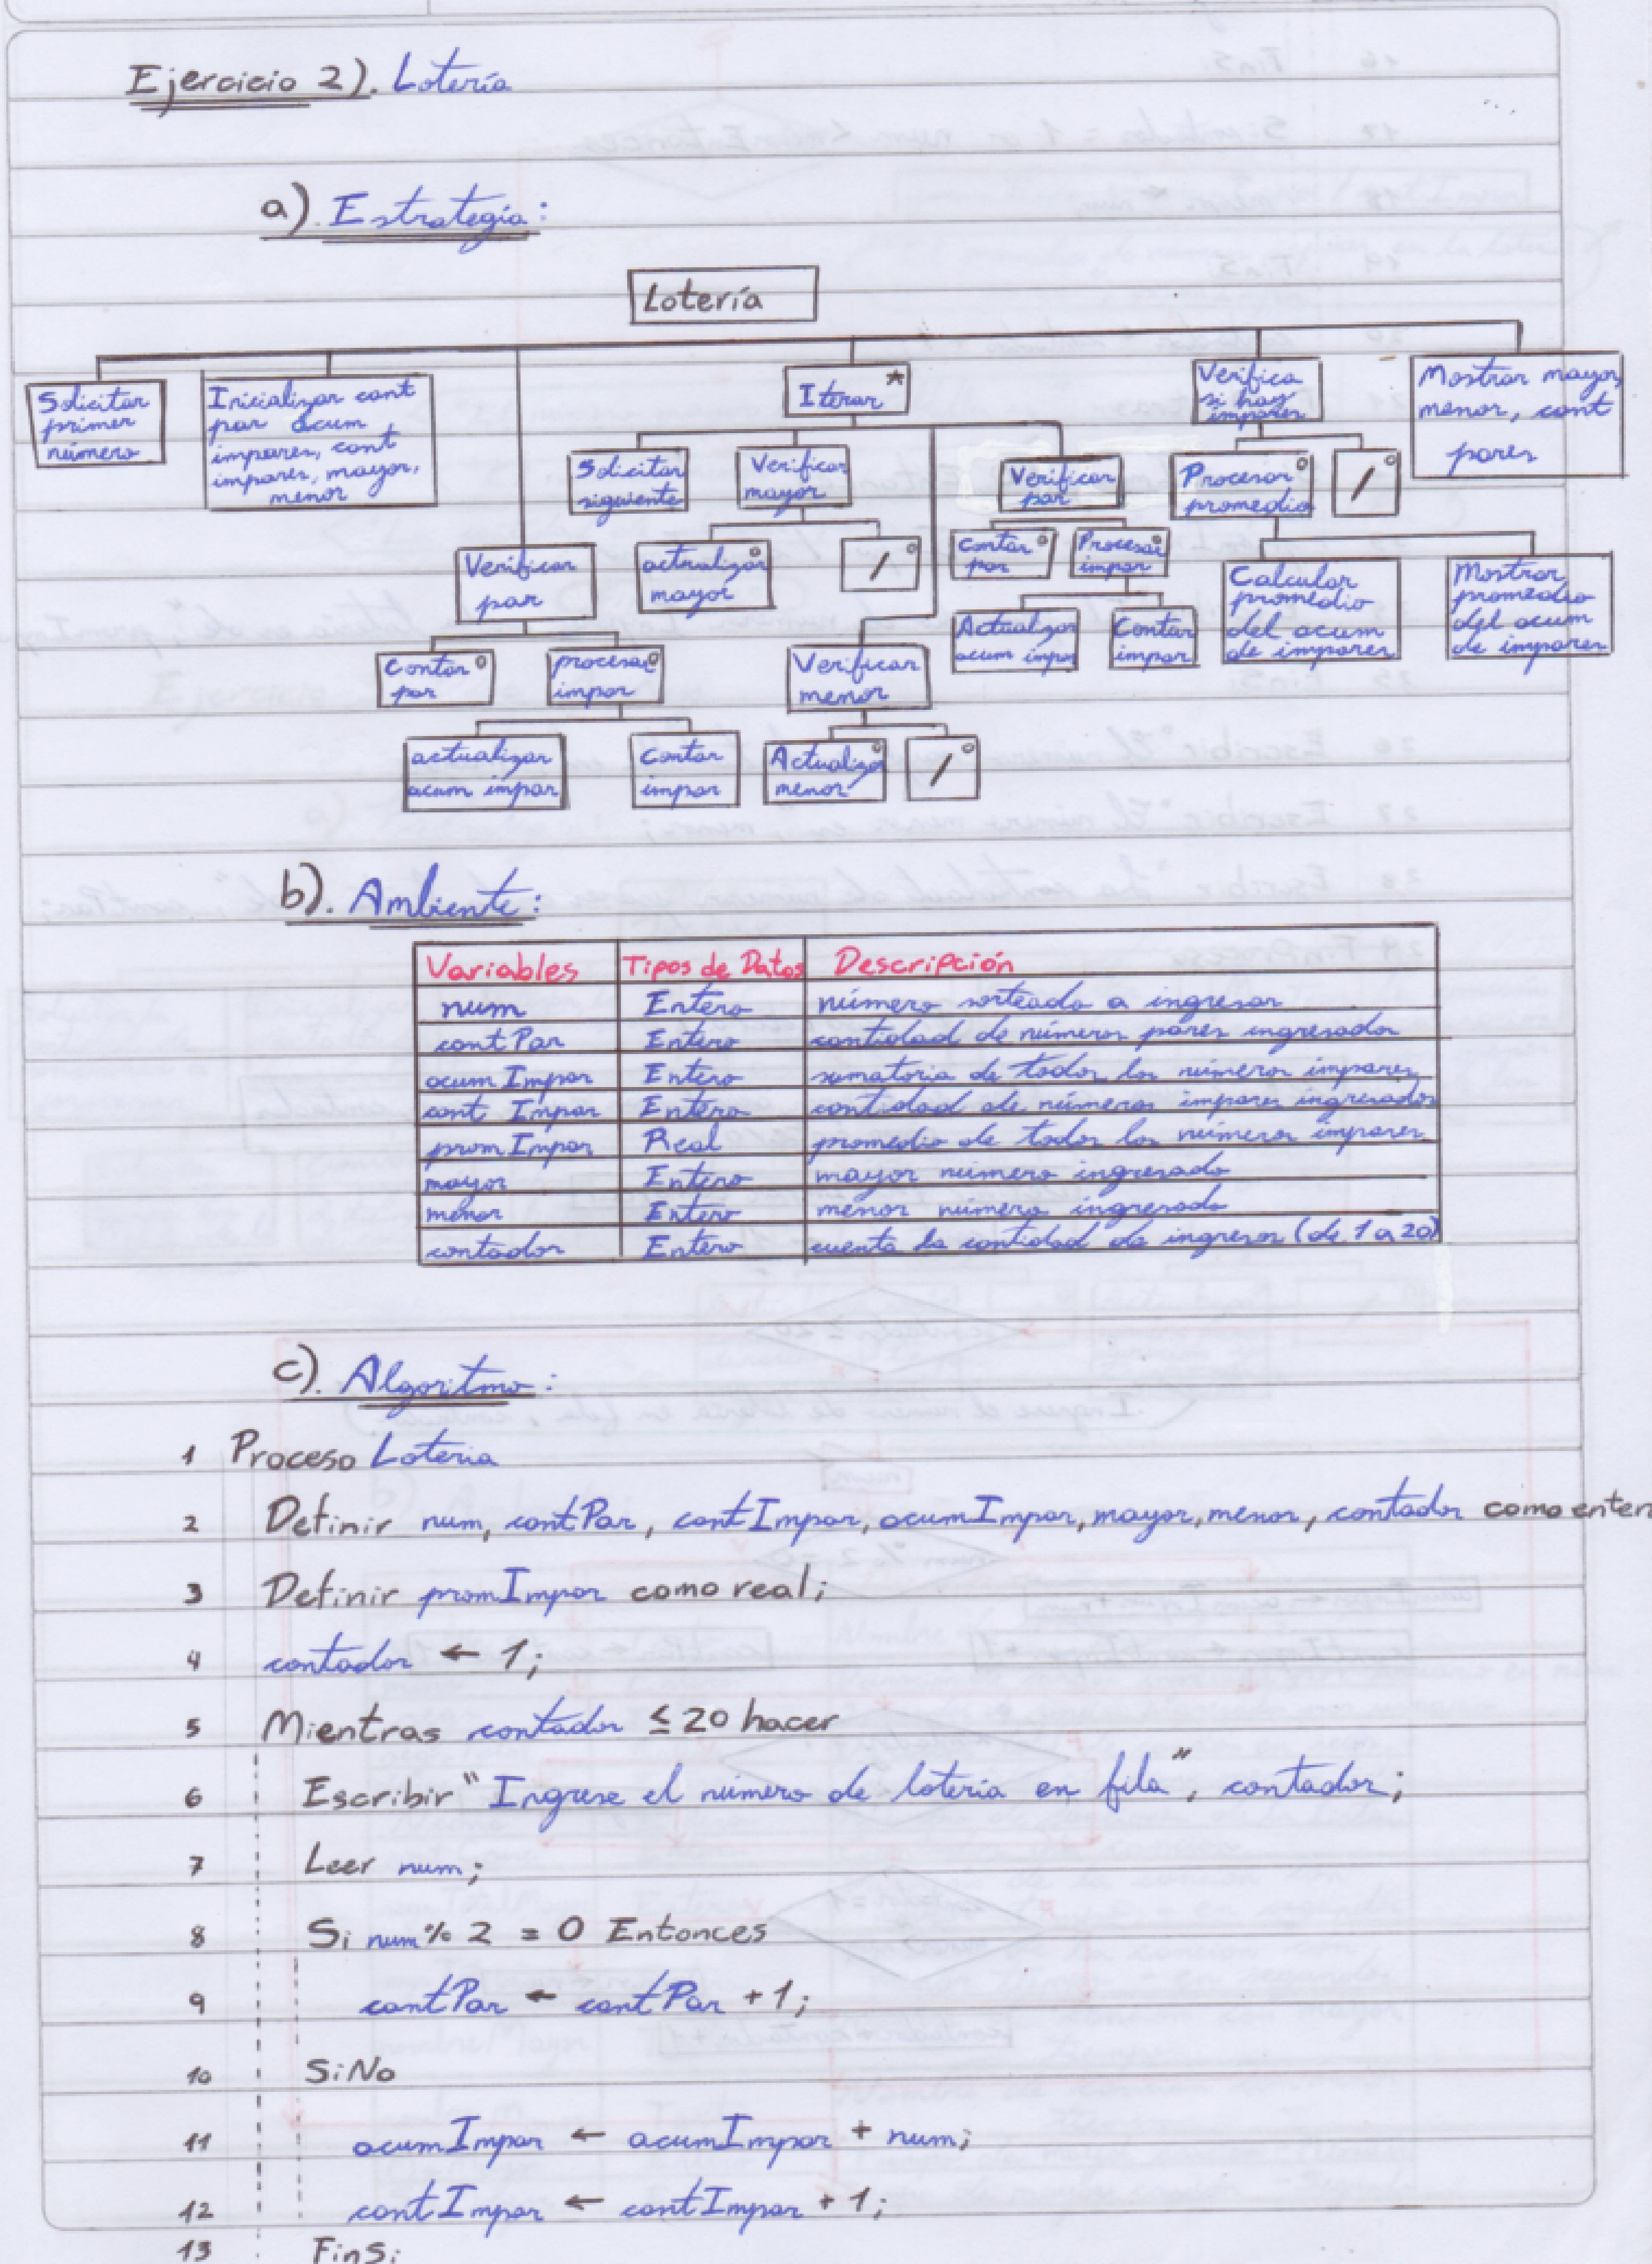 Ejercicio 2). Lotería
a). Estrategia:
Lotería
Solicitar
primer
número
Inicializar cont
par acum
impares, cont
impares, mayor,
menor
Verificar
par
contar
par
procesar
impar
actualizar
acum impar
contar
impar
Iterar *
Solicitar
siguiente
Verificar
mayor
actualizar
mayor
/
Verificar
menor
Actualizar
menor
/
Verificar
par
contar
par
Procesar
impar
Actualizar
acum impar
Contar
impar
Verifica
si hay
impares
Procesar
promedio
/
Calcular
promedio
del acum
de impares
Mostrar
promedio
del acum
de impares
Mostrar mayor,
menor, cont
pares
b). Ambiente:
Variables Tipos de Datos Descripción
num Entero número sorteado a ingresar
contPar Entero cantidad de números pares ingresados
acumImpar Entero sumatoria de todos los números impares
contImpar Entero cantidad de números impares ingresados
promImpar Real promedio de todos los números impares
mayor Entero mayor número ingresado
menor Entero menor número ingresado
contador Entero cuenta la cantidad de ingresos (de 1 a 20)
c). Algoritmo:
1 Proceso Loteria
2 Definir num, contPar, contImpar, acumImpar, mayor, menor, contador como enter
3 Definir promImpar como real;
4 contador ← 1;
5 Mientras contador ≤ 20 hacer
6 Escribir "Ingrese el número de lotería en fila", contador;
7 Leer num;
8 Si num % 2 = 0 Entonces
9 contPar ← contPar + 1;
10 SiNo
11 acumImpar ← acumImpar + num;
12 contImpar ← contImpar + 1;
13 FinSi